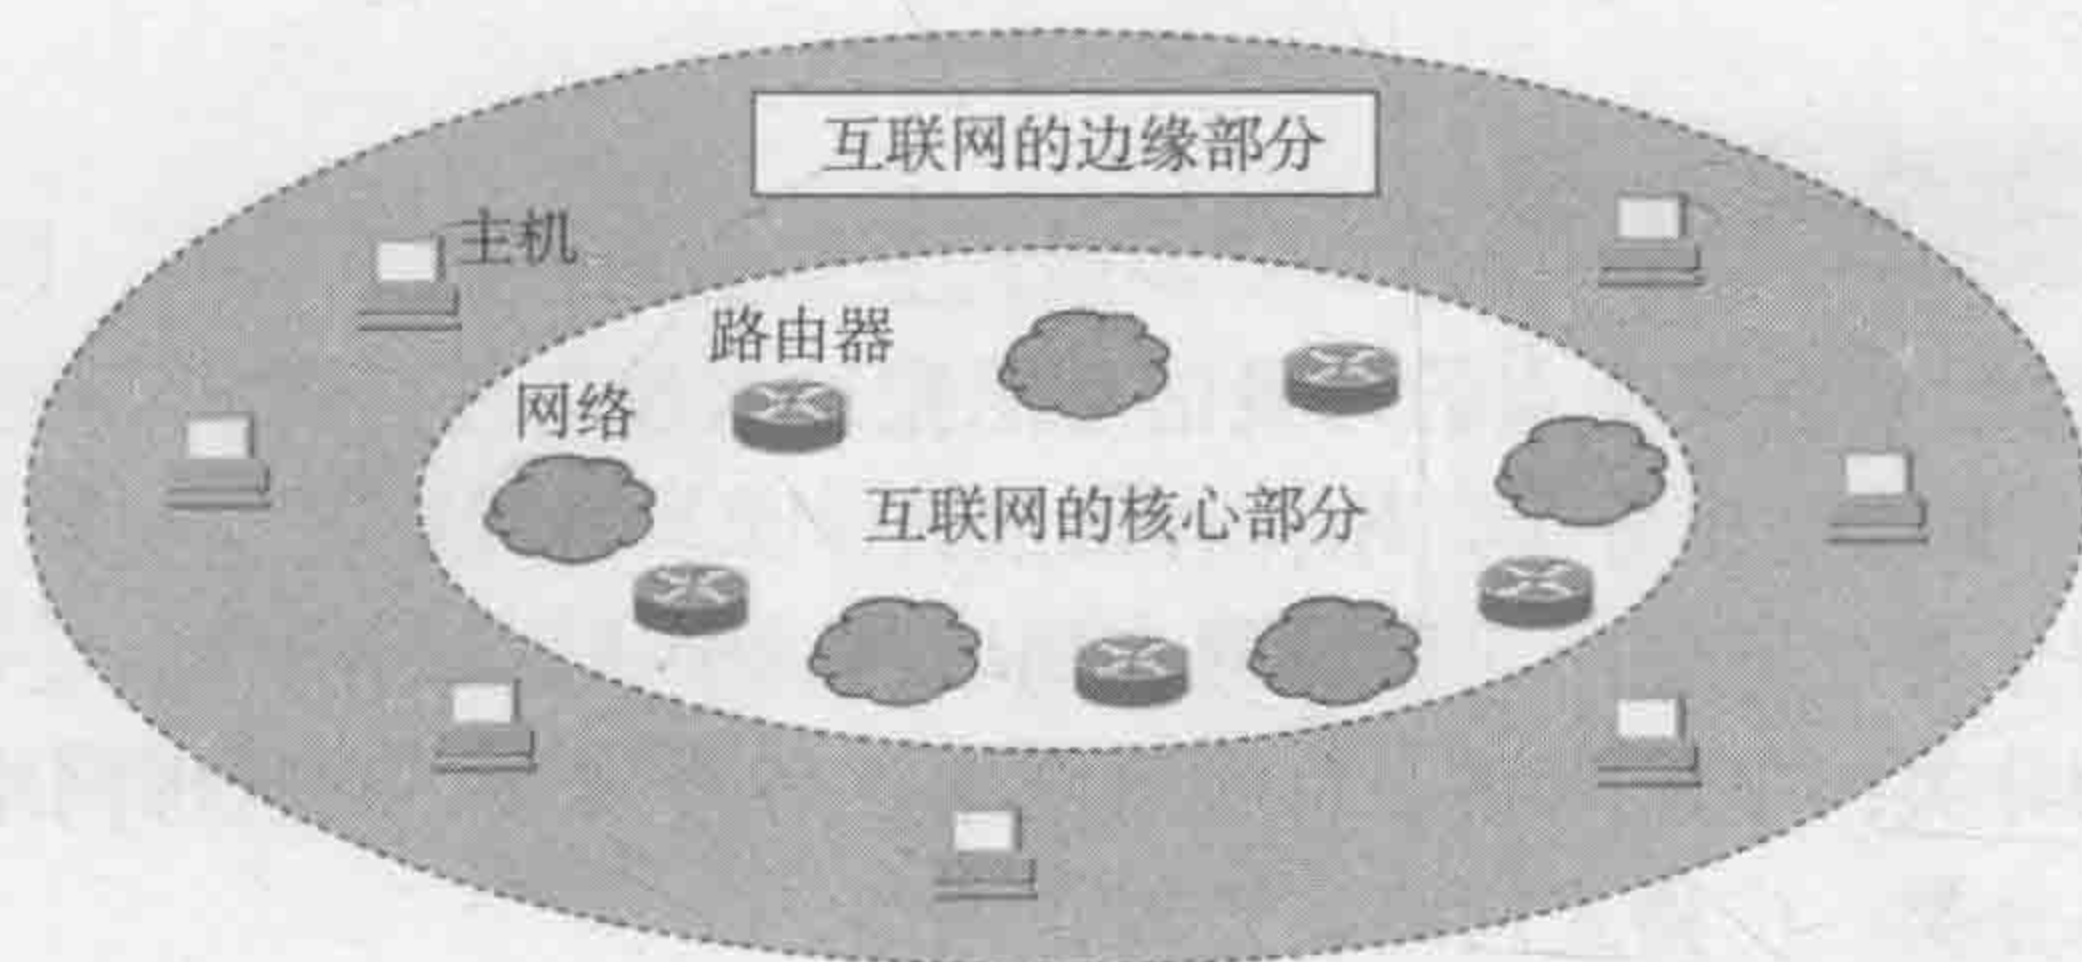 互联网的边缘部分
主机
路由器
网络
互联网的核心部分